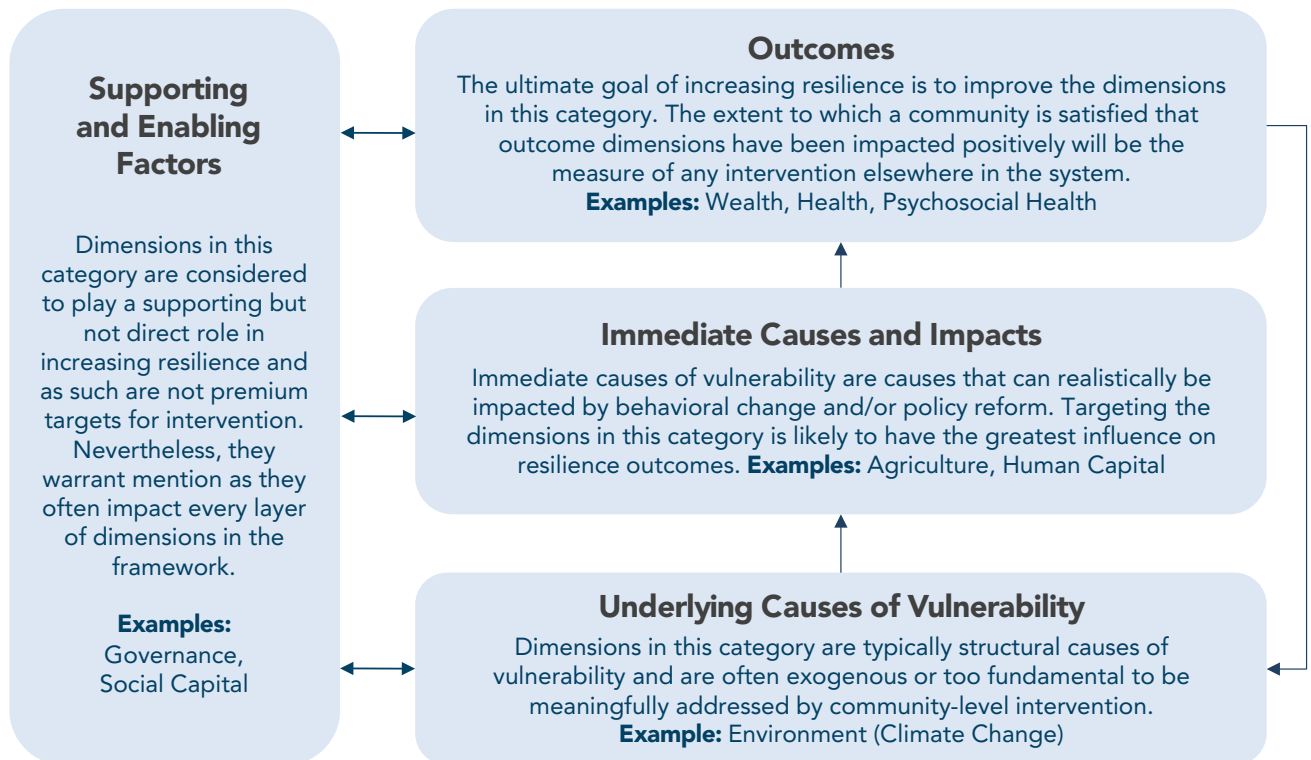 Supporting
and Enabling
Factors
Dimensions in this
category are considered
to play a supporting but
not direct role in
increasing resilience and
as such are not premium
targets for intervention.
Nevertheless, they
warrant mention as they
often impact every layer
of dimensions in the
framework.
Examples:
Governance,
Social Capital
Outcomes
The ultimate goal of increasing resilience is to improve the dimensions
in this category. The extent to which a community is satisfied that
outcome dimensions have been impacted positively will be the
measure of any intervention elsewhere in the system.
Examples: Wealth, Health, Psychosocial Health
Immediate Causes and Impacts
Immediate causes of vulnerability are causes that can realistically be
impacted by behavioral change and/or policy reform. Targeting the
dimensions in this category is likely to have the greatest influence on
resilience outcomes. Examples: Agriculture, Human Capital
Underlying Causes of Vulnerability
Dimensions in this category are typically structural causes of
vulnerability and are often exogenous or too fundamental to be
meaningfully addressed by community-level intervention.
Example: Environment (Climate Change)